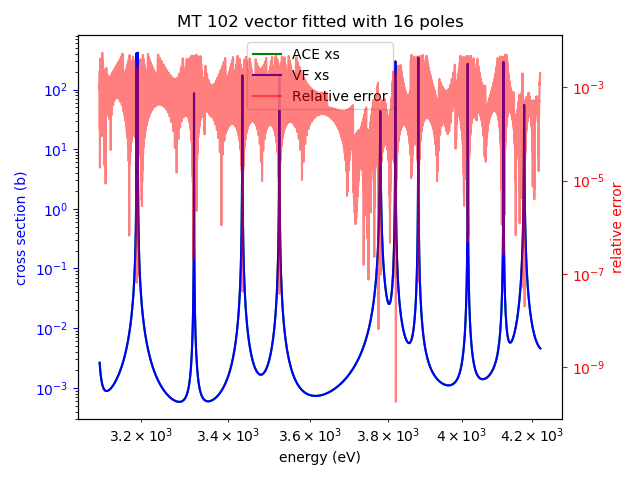 MT 102 vector fitted with 16 poles
ACE xs
VF xs
Relative error
cross section (b)
10²
10¹
10⁰
10⁻¹
10⁻²
10⁻³
relative error
10⁻³
10⁻⁵
10⁻⁷
10⁻⁹
3.2 × 10³ 3.4 × 10³ 3.6 × 10³ 3.8 × 10³ 4 × 10³ 4.2 × 10³
energy (eV)